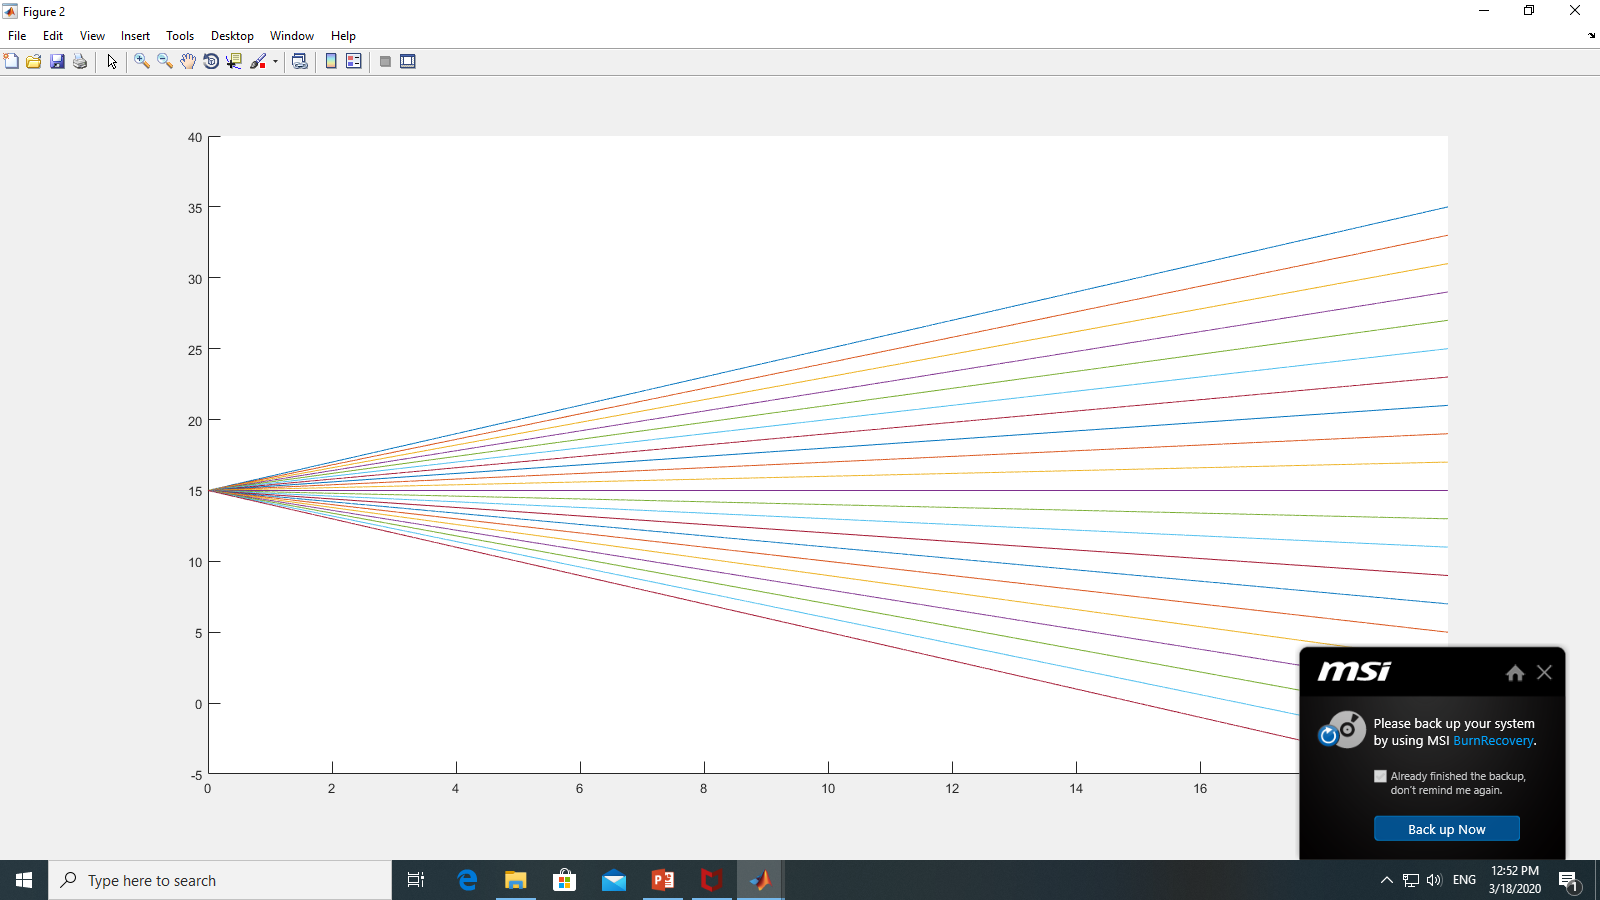 Figure 2
File Edit View Insert Tools Desktop Window Help
40
35
30
25
20
15
10
5
0
-5
0 2 4 6 8 10 12 14 16
msi
Please back up your system
by using MSI BurnRecovery.
Already finished the backup,
don't remind me again.
Back up Now
Type here to search
ENG
12:52 PM
3/18/2020
1